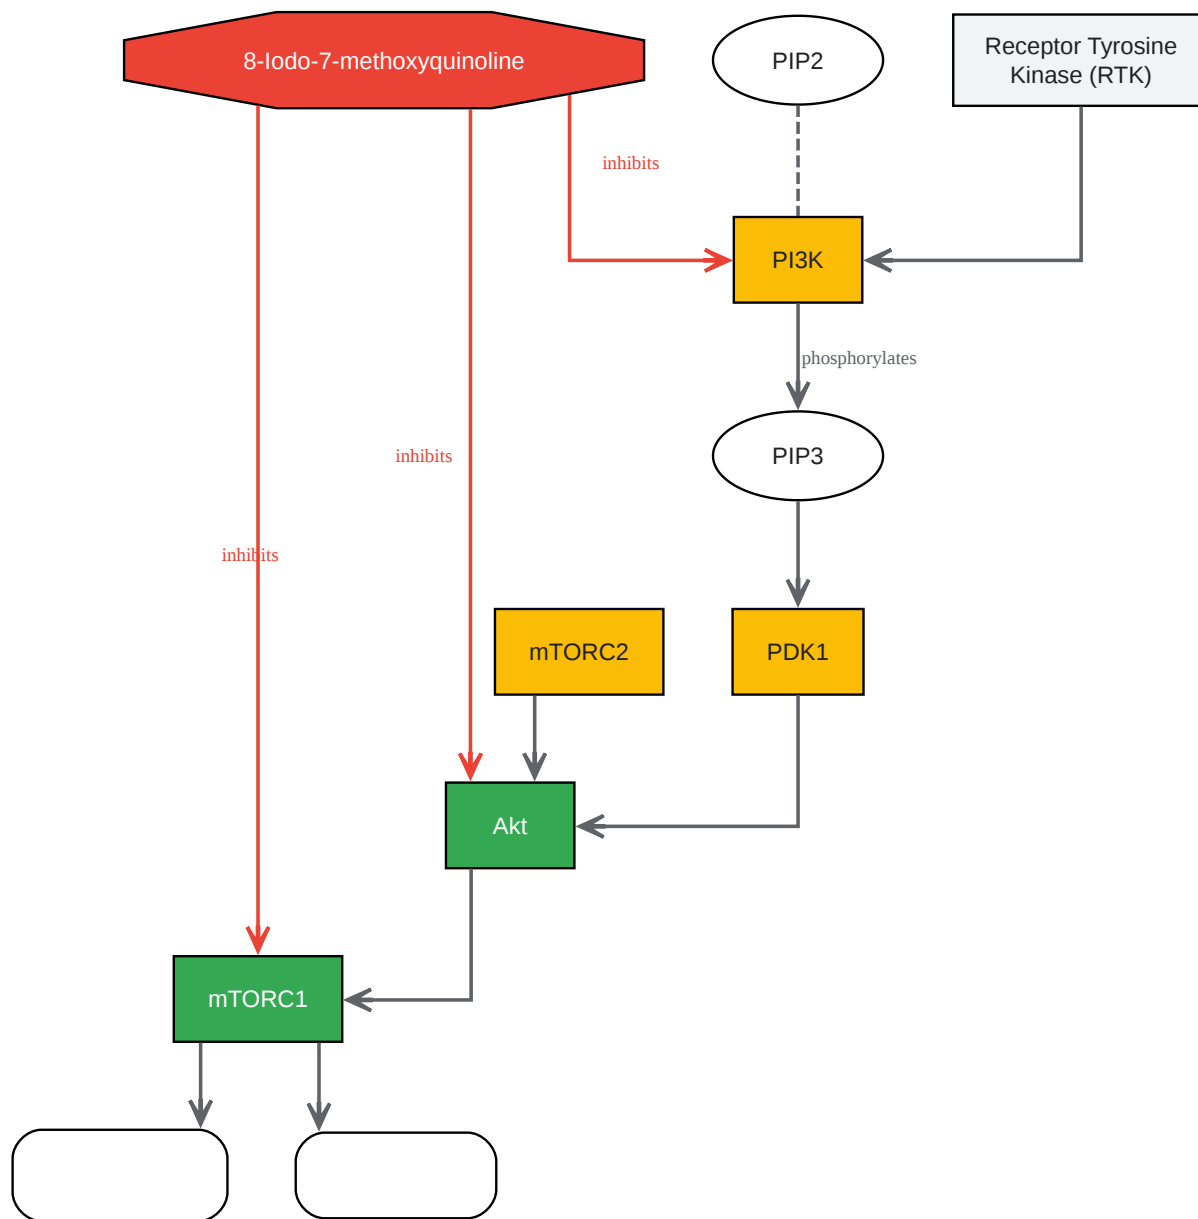 8-Iodo-7-methoxyquinoline
PIP2
Receptor Tyrosine
Kinase (RTK)
inhibits
PI3K
phosphorylates
inhibits
PIP3
inhibits
mTORC2
PDK1
Akt
mTORC1